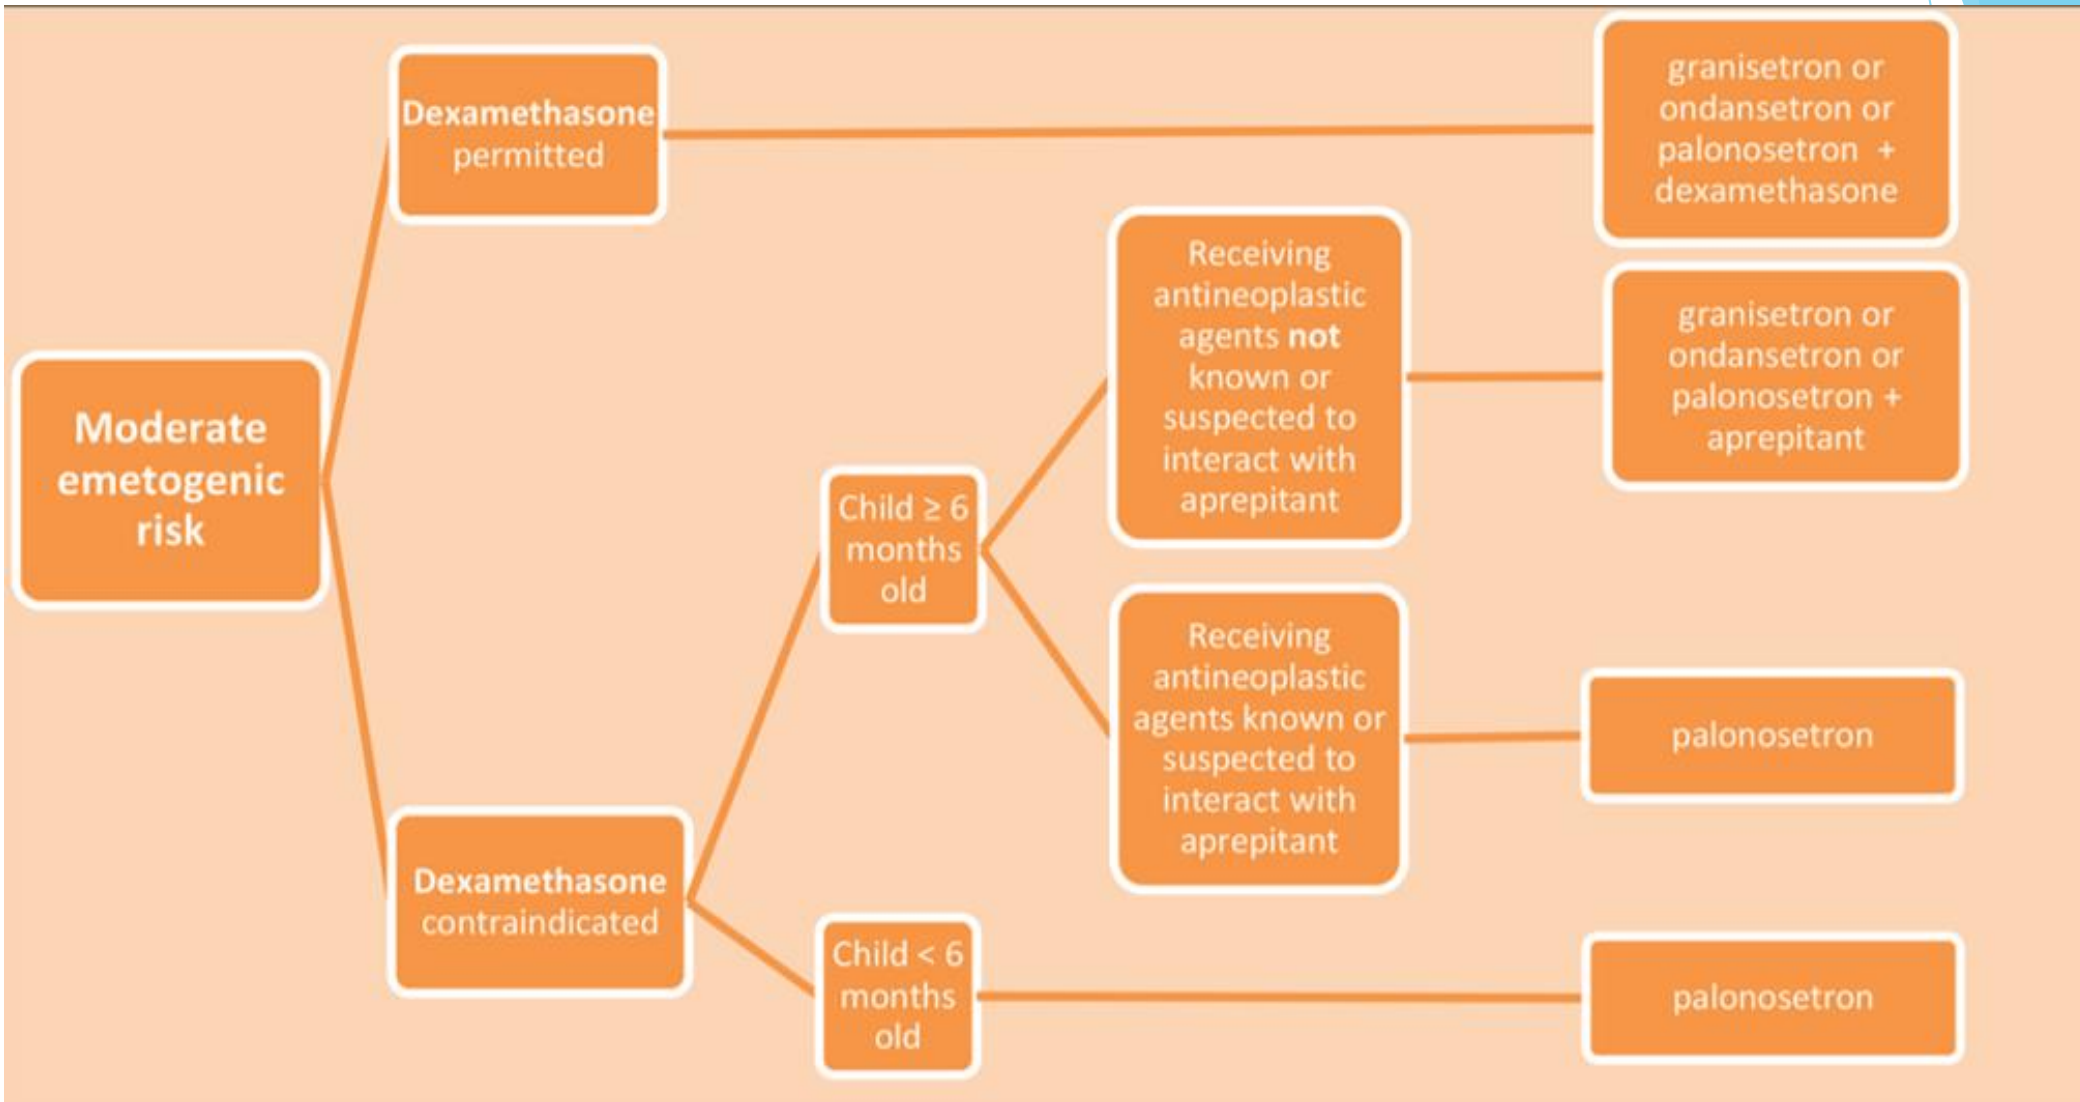 Moderate
emetogenic
risk
Dexamethasone
permitted
granisetron or
ondansetron or
palonosetron +
dexamethasone
Dexamethasone
contraindicated
Child ≥ 6
months
old
Receiving
antineoplastic
agents not
known or
suspected to
interact with
aprepitant
granisetron or
ondansetron or
palonosetron +
aprepitant
Receiving
antineoplastic
agents known or
suspected to
interact with
aprepitant
palonosetron
Child < 6
months
old
palonosetron